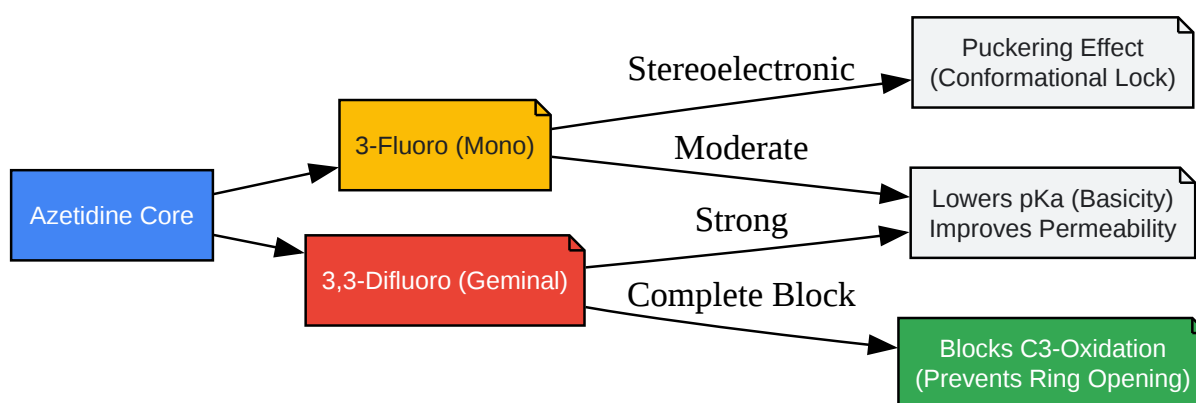 Azetidine Core
3-Fluoro (Mono)
3,3-Difluoro (Geminal)
Stereoelectronic
Moderate
Strong
Complete Block
Puckering Effect
(Conformational Lock)
Lowers pKa (Basicity)
Improves Permeability
Blocks C3-Oxidation
(Prevents Ring Opening)